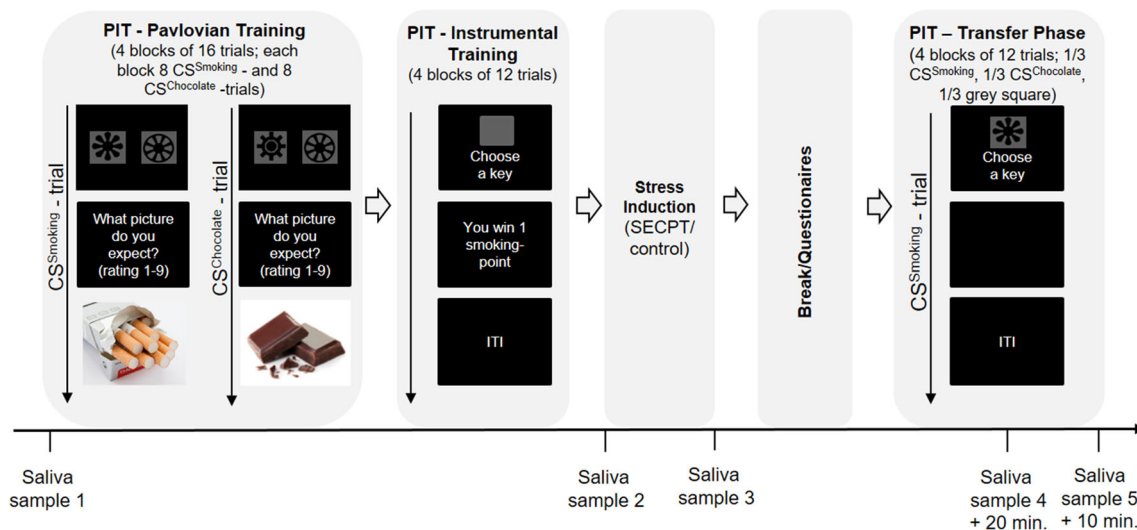 PIT - Pavlovian Training
(4 blocks of 16 trials; each
block 8 CSSmoking - and 8
CSChocolate -trials)
CSSmoking - trial
What picture
do you
expect?
(rating 1-9)
CSChocolate - trial
What picture
do you
expect?
(rating 1-9)
PIT - Instrumental
Training
(4 blocks of 12 trials)
Choose
a key
You win 1
smoking-
point
ITI
Stress
Induction
(SECPT/
control)
Break/Questionaires
PIT – Transfer Phase
(4 blocks of 12 trials; 1/3
CSSmoking, 1/3 CSChocolate,
1/3 grey square)
CSSmoking - trial
Choose
a key
ITI
Saliva
sample 1
Saliva
sample 2
Saliva
sample 3
Saliva
sample 4
+ 20 min.
Saliva
sample 5
+ 10 min.